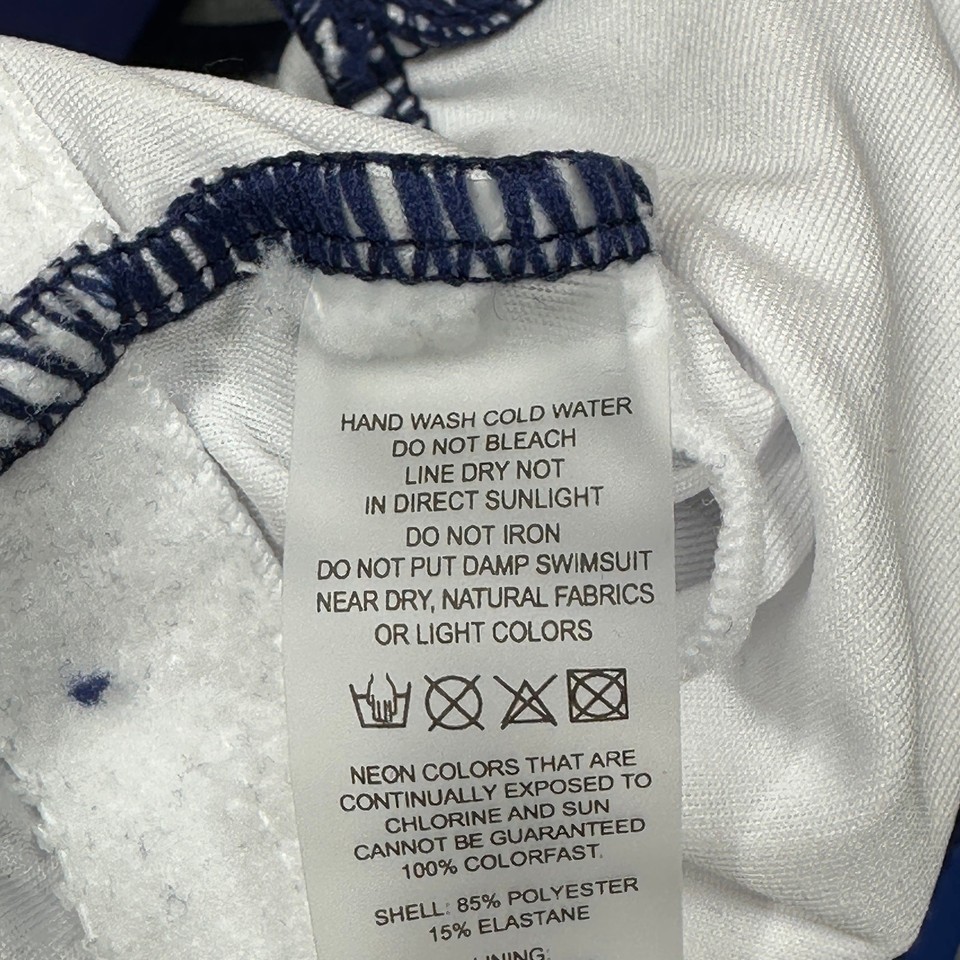 HAND WASH COLD WATER
DO NOT BLEACH
LINE DRY NOT
IN DIRECT SUNLIGHT
DO NOT IRON
DO NOT PUT DAMP SWIMSUIT
NEAR DRY, NATURAL FABRICS
OR LIGHT COLORS
NEON COLORS THAT ARE
CONTINUALLY EXPOSED TO
CHLORINE AND SUN
CANNOT BE GUARANTEED
100% COLORFAST.
SHELL: 85% POLYESTER
15% ELASTANE
LINING: